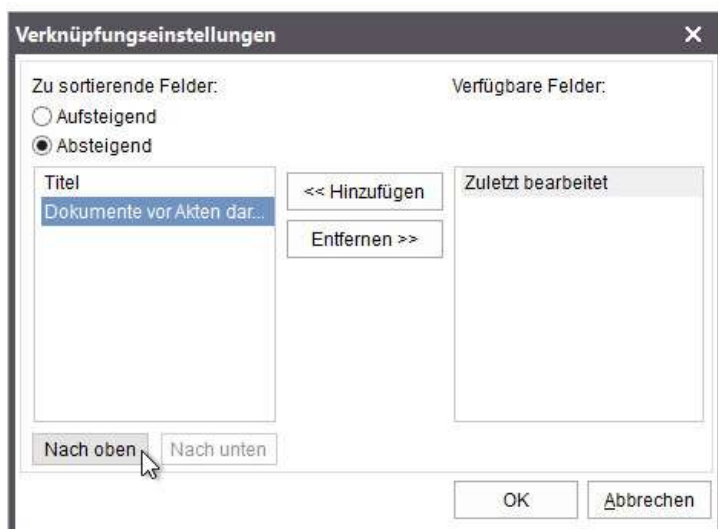 Verknüpfungseinstellungen
Zu sortierende Felder:
Verfügbare Felder:
Aufsteigend
Absteigend
Titel
Dokumente vor Akten dar...
<< Hinzufügen
Entfernen >>
Zuletzt bearbeitet
Nach oben
Nach unten
OK
Abbrechen